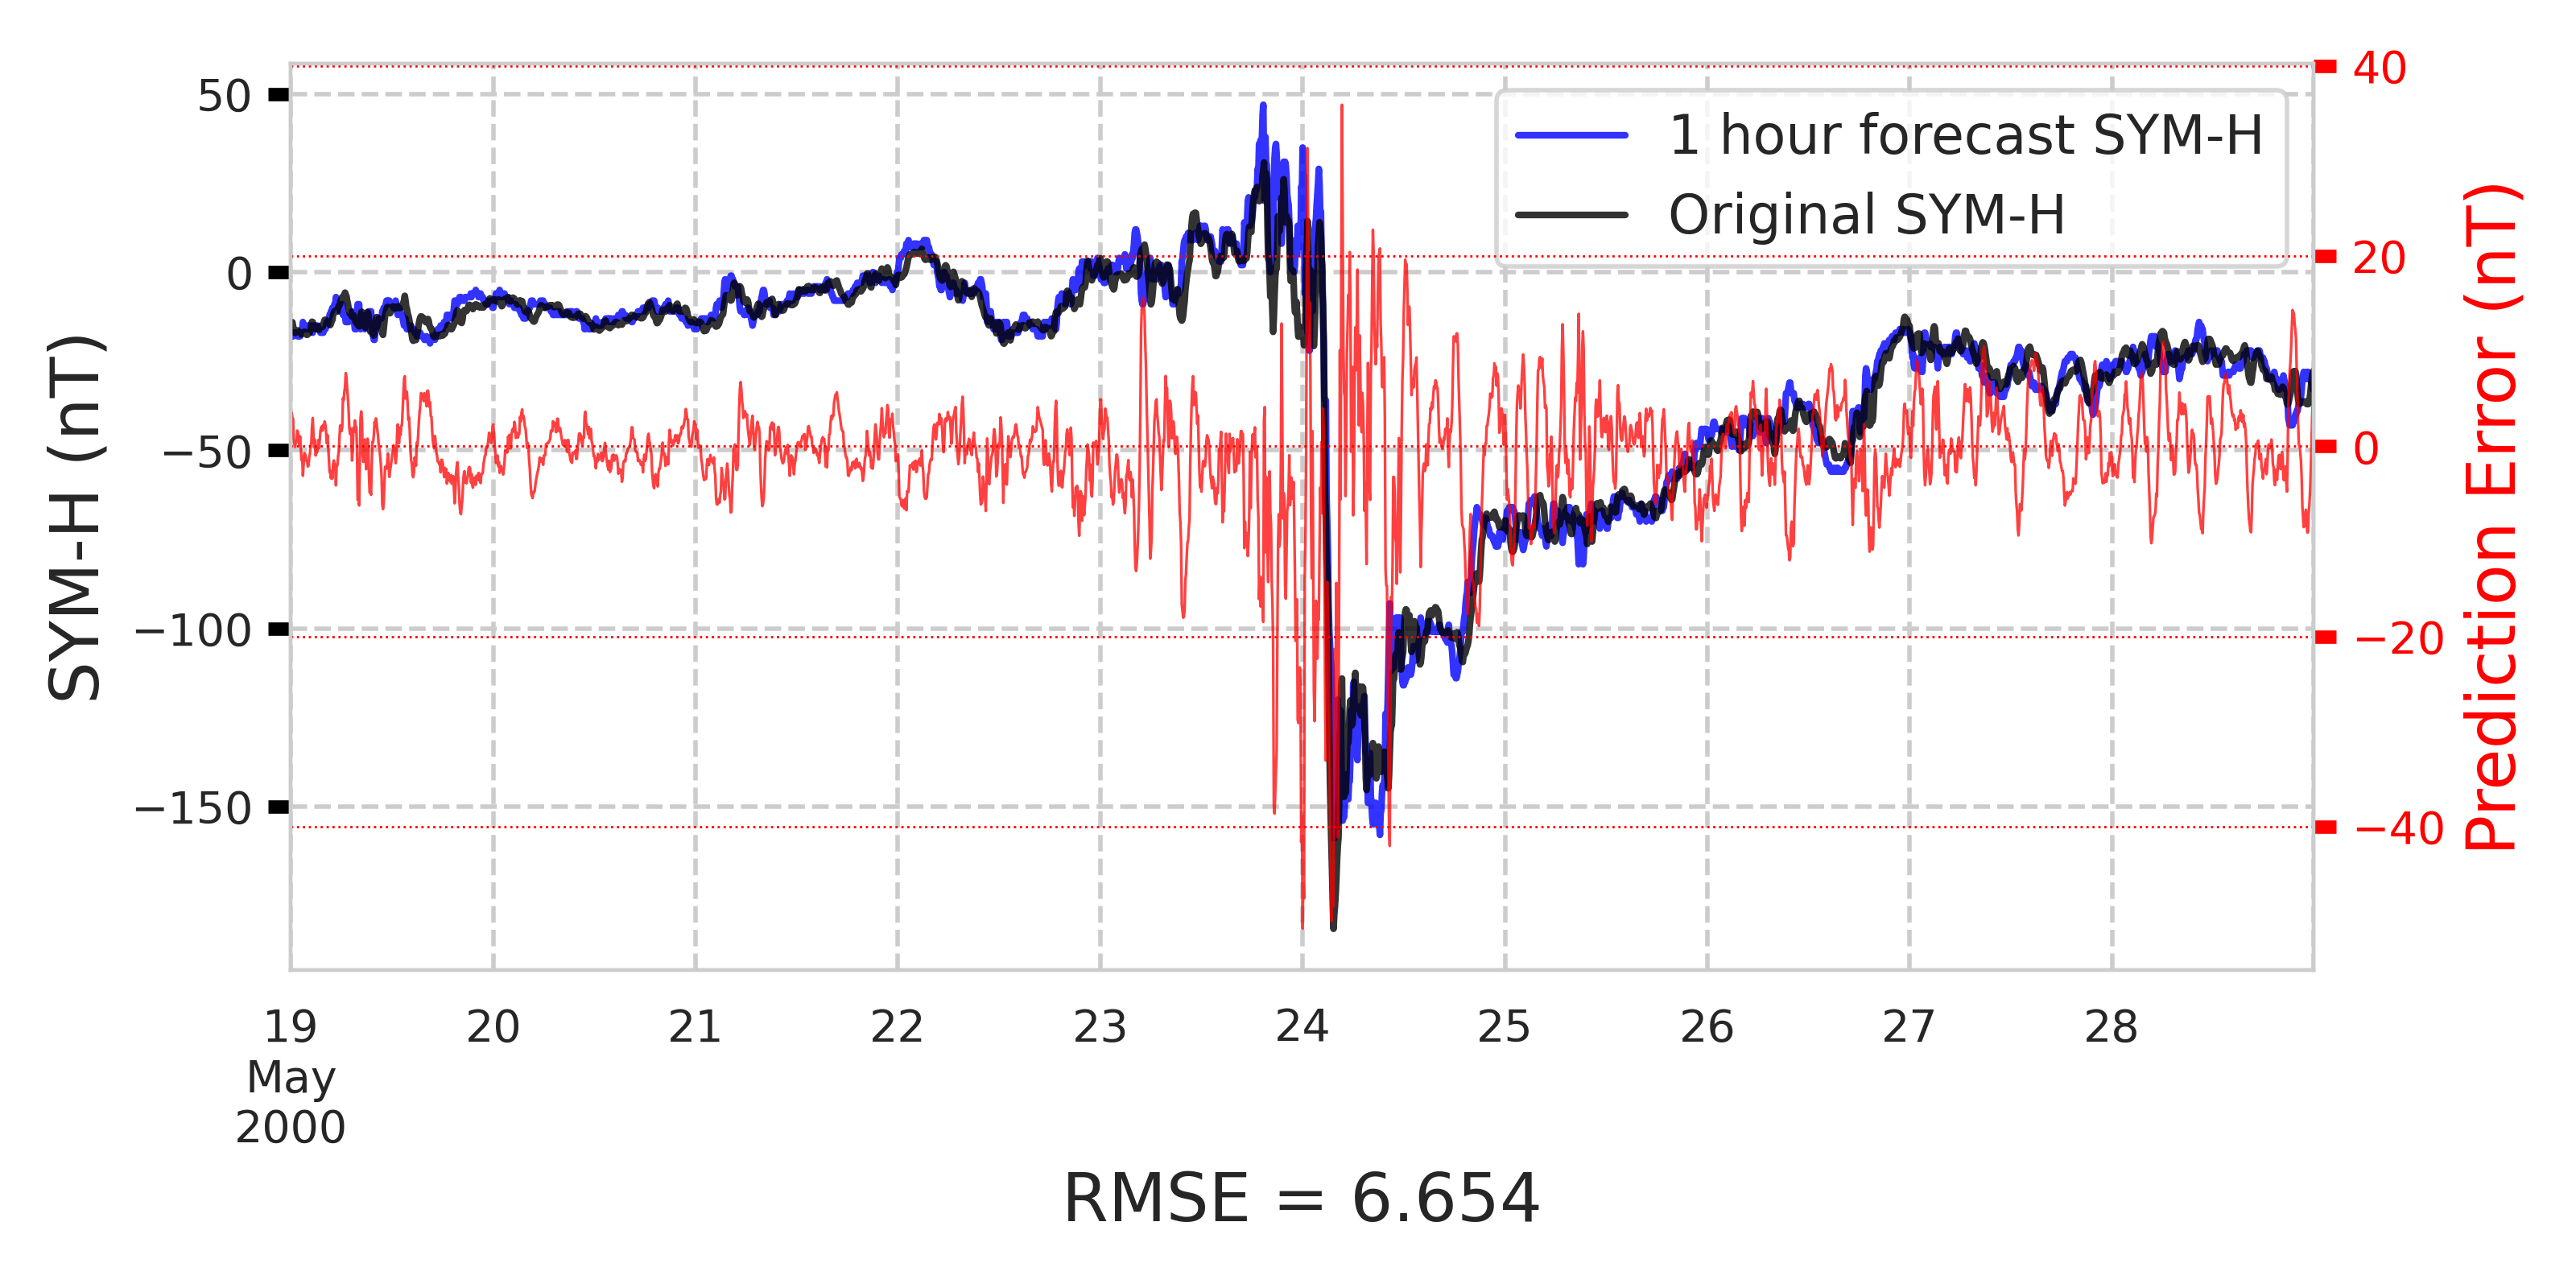 50
0
−50
−100
−150
SYM-H (nT)
1 hour forecast SYM-H
Original SYM-H
40
20
0
−20
−40
Prediction Error (nT)
19 20 21 22 23 24 25 26 27 28
May
2000
RMSE = 6.654